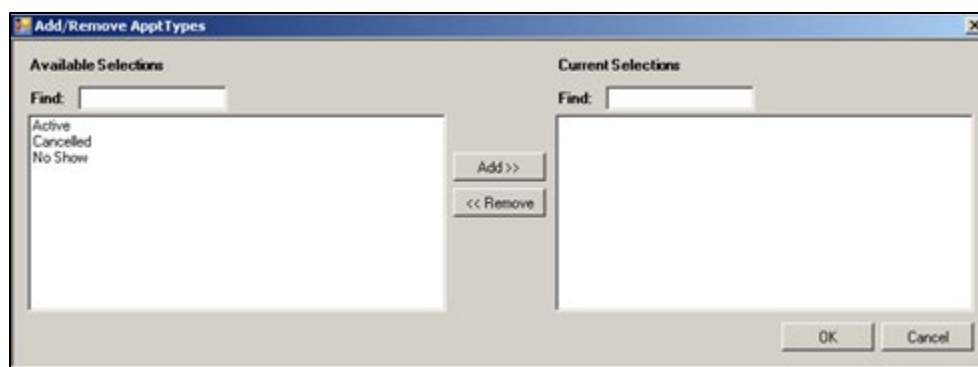 Add/Remove ApptTypes
Available Selections
Current Selections
Find:
Find:
Active
Cancelled
No Show
Add >>
<< Remove
OK
Cancel